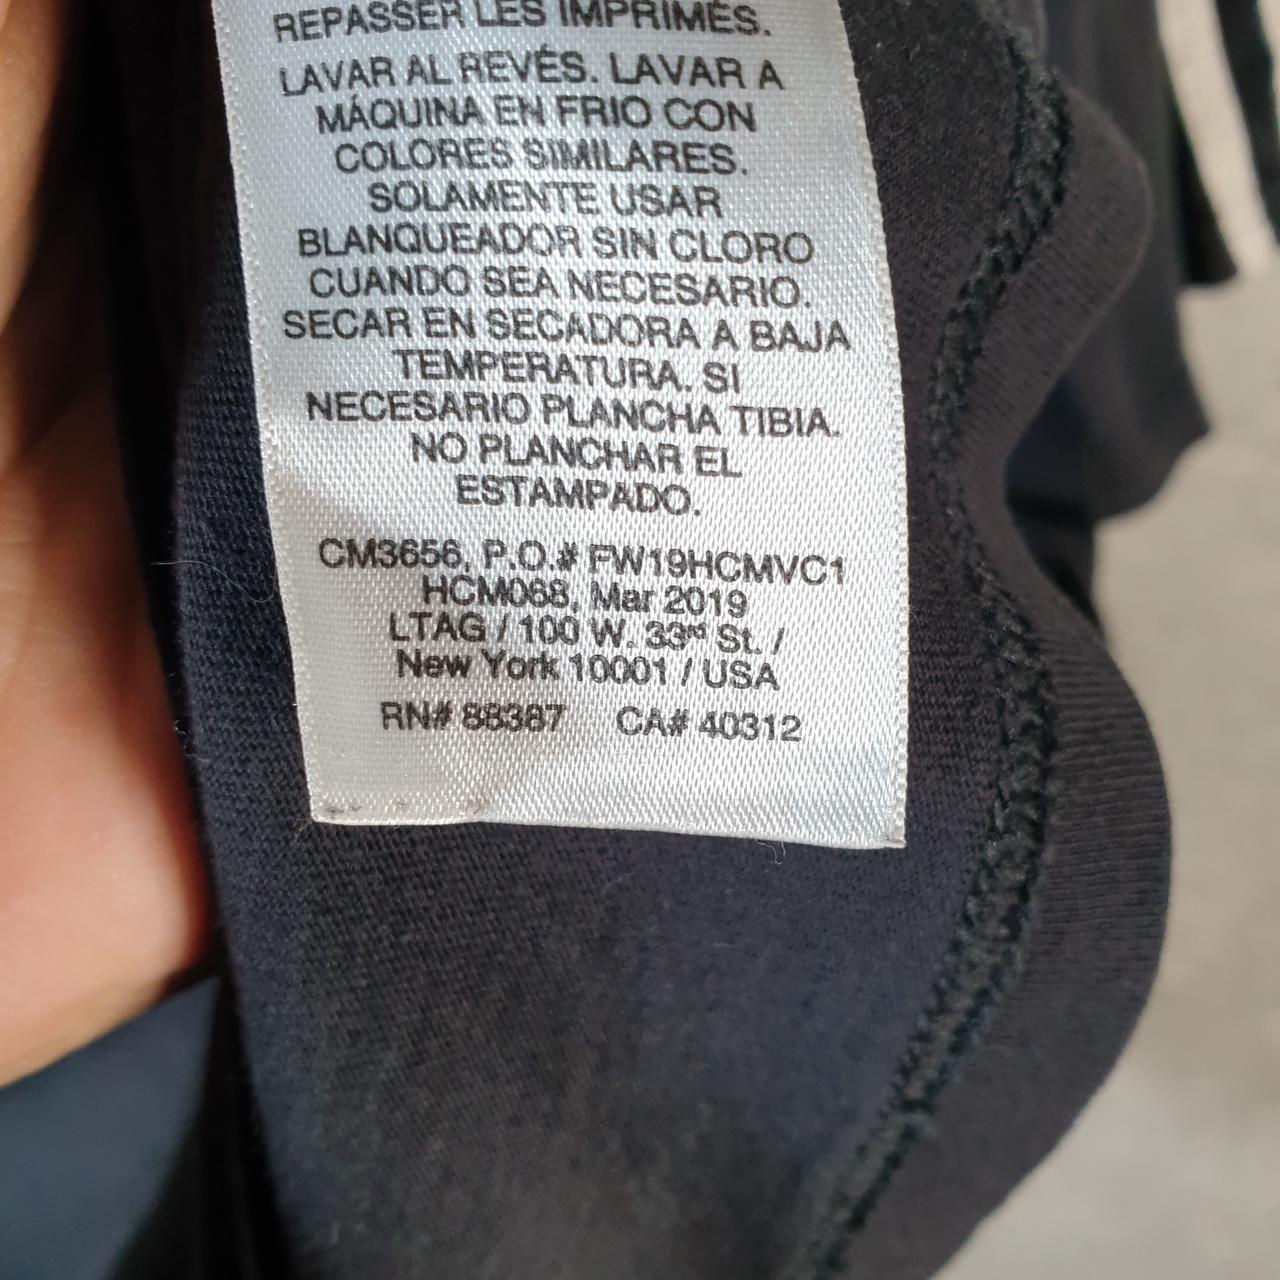 REPASSER LES IMPRIMÉS.
LAVAR AL REVÉS. LAVAR A
MÁQUINA EN FRIO CON
COLORES SIMILARES.
SOLAMENTE USAR
BLANQUEADOR SIN CLORO
CUANDO SEA NECESARIO.
SECAR EN SECADORA A BAJA
TEMPERATURA. SI
NECESARIO PLANCHA TIBIA.
NO PLANCHAR EL
ESTAMPADO.
CM3656, P.O.# FW19HCMVC1
HCM068, Mar 2019
LTAG / 100 W. 33rd St. /
New York 10001 / USA
RN# 88387 CA# 40312